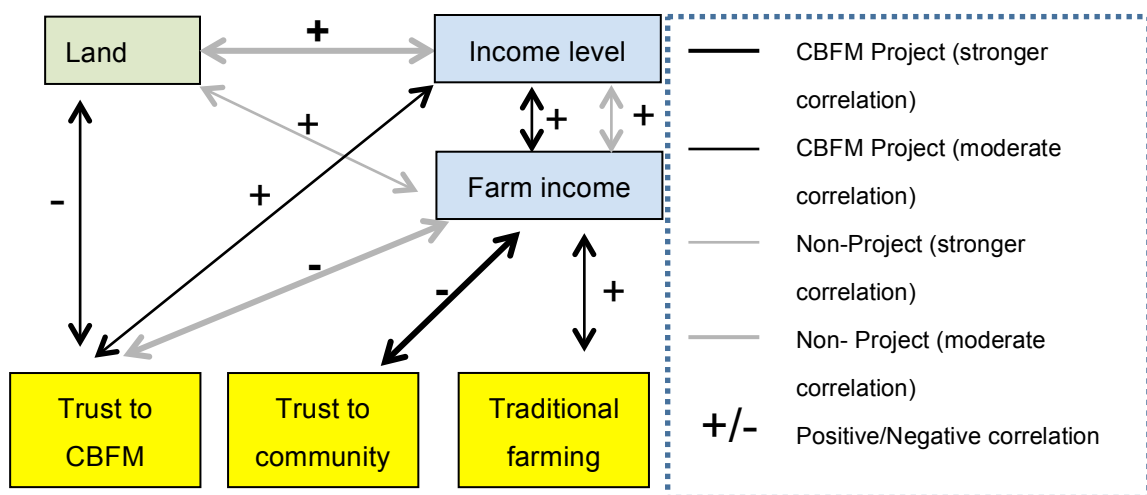 Land
+
Income level
+
+
+
Farm income
-
+
-
-
+
Trust to
CBFM
Trust to
community
Traditional
farming
CBFM Project (stronger
correlation)
CBFM Project (moderate
correlation)
Non-Project (stronger
correlation)
Non- Project (moderate
correlation)
+/-
Positive/Negative correlation